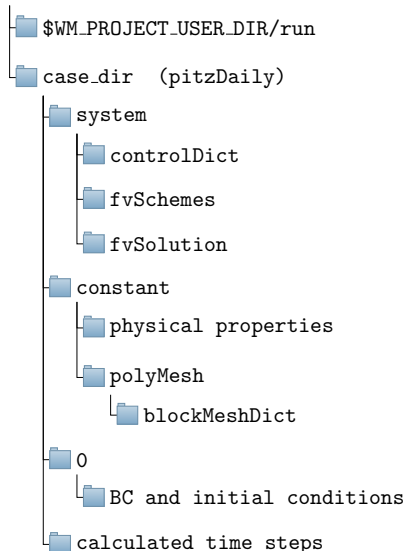 $WM_PROJECT_USER_DIR/run
case_dir (pitzDaily)
system
controlDict
fvSchemes
fvSolution
constant
physical properties
polyMesh
blockMeshDict
0
BC and initial conditions
calculated time steps